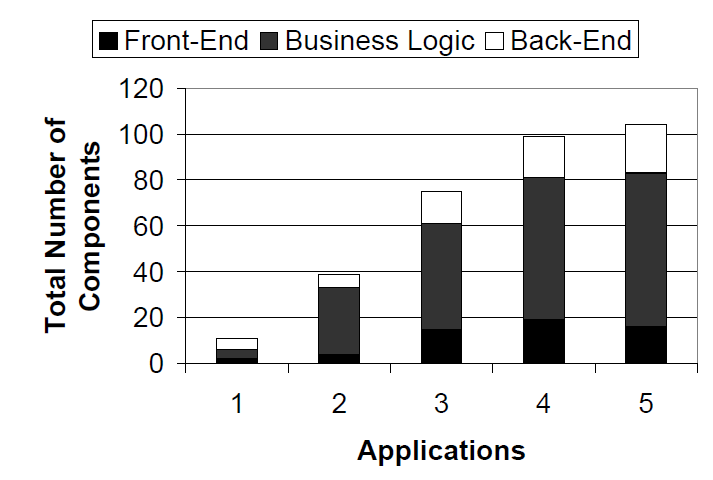 Front-End Business Logic Back-End
120
100
80
60
40
20
0
Total Number of
Components
1 2 3 4 5
Applications